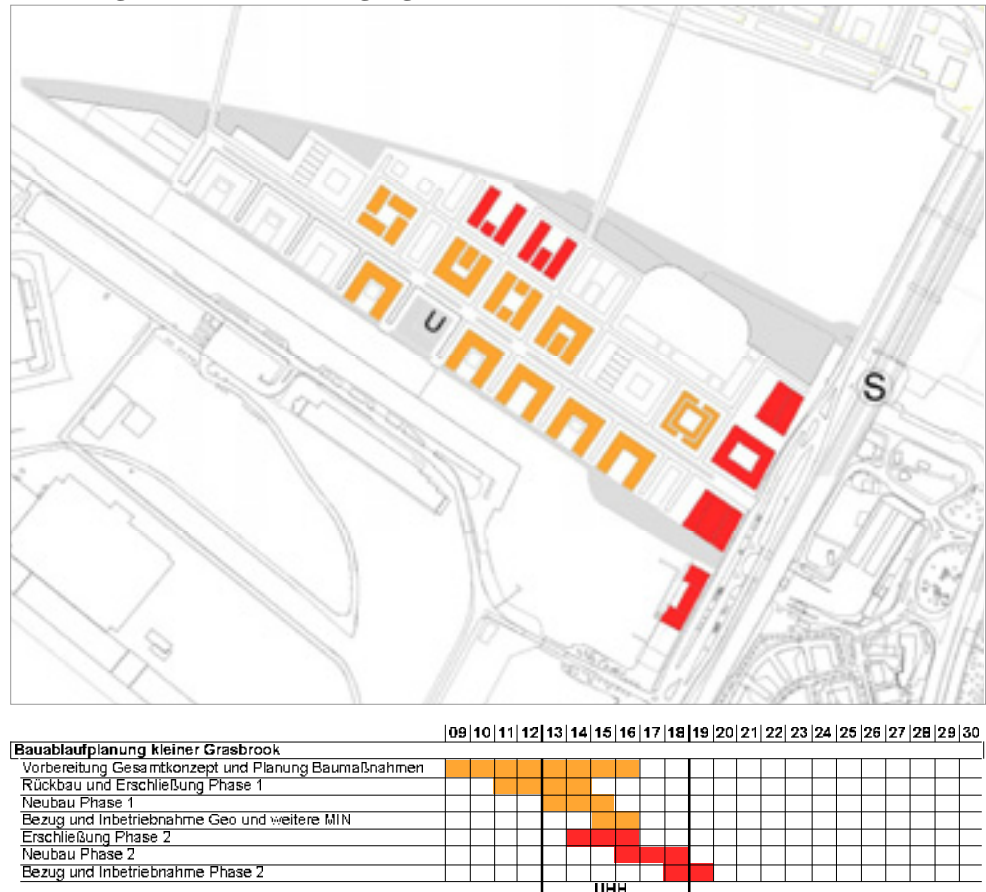 U
S
09 10 11 12 13 14 15 16 17 18 19 20 21 22 23 24 25 26 27 28 29 30
Bauablaufplanung kleiner Grasbrook
Vorbereitung Gesamtkonzept und Planung Baumaßnahmen
Rückbau und Erschließung Phase 1
Neubau Phase 1
Bezug und Inbetriebnahme Geo und weitere MIN
Erschließung Phase 2
Neubau Phase 2
Bezug und Inbetriebnahme Phase 2
UHH